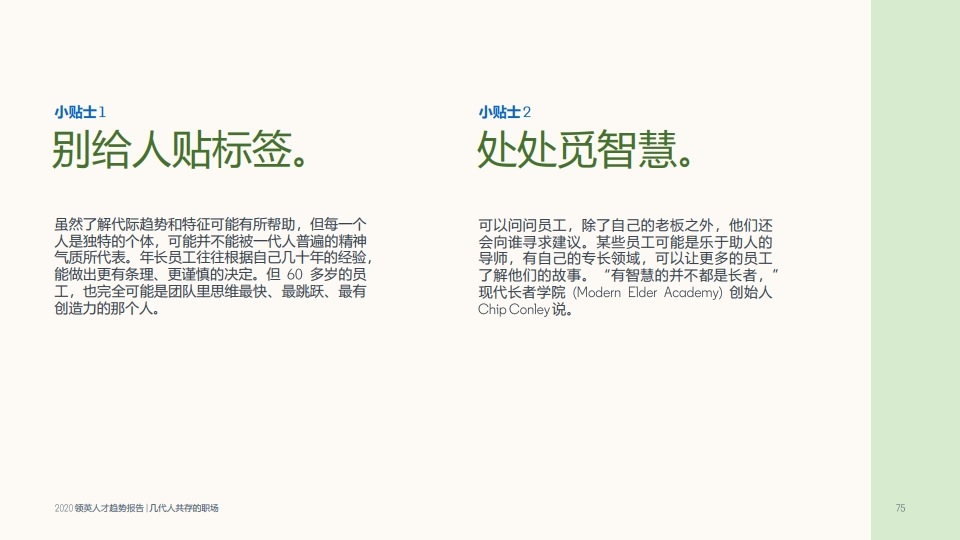 小贴士1
别给人贴标签。
虽然了解代际趋势和特征可能有所帮助，但每一个
人是独特的个体，可能并不能被一代人普遍的精神
气质所代表。年长员工往往根据自己几十年的经验，
能做出更有条理、更谨慎的决定。但 60 多岁的员
工，也完全可能是团队里思维最快、最跳跃、最有
创造力的那个人。
小贴士2
处处觅智慧。
可以问问员工，除了自己的老板之外，他们还
会向谁寻求建议。某些员工可能是乐于助人的
导师，有自己的专长领域，可以让更多的员工
了解他们的故事。“有智慧的并不都是长者，”
现代长者学院 (Modern Elder Academy) 创始人
Chip Conley说。
2020 领英人才趋势报告 | 几代人共存的职场
75